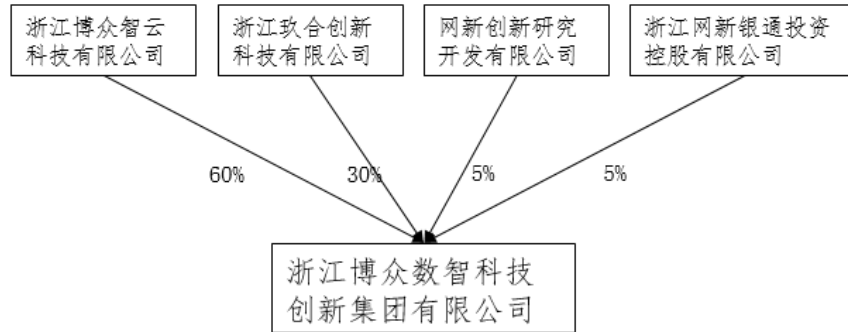 浙江博众智云
科技有限公司
浙江玖合创新
科技有限公司
网新创新研究
开发有限公司
浙江网新银通投资
控股有限公司
60%
30%
5%
5%
浙江博众数智科技
创新集团有限公司